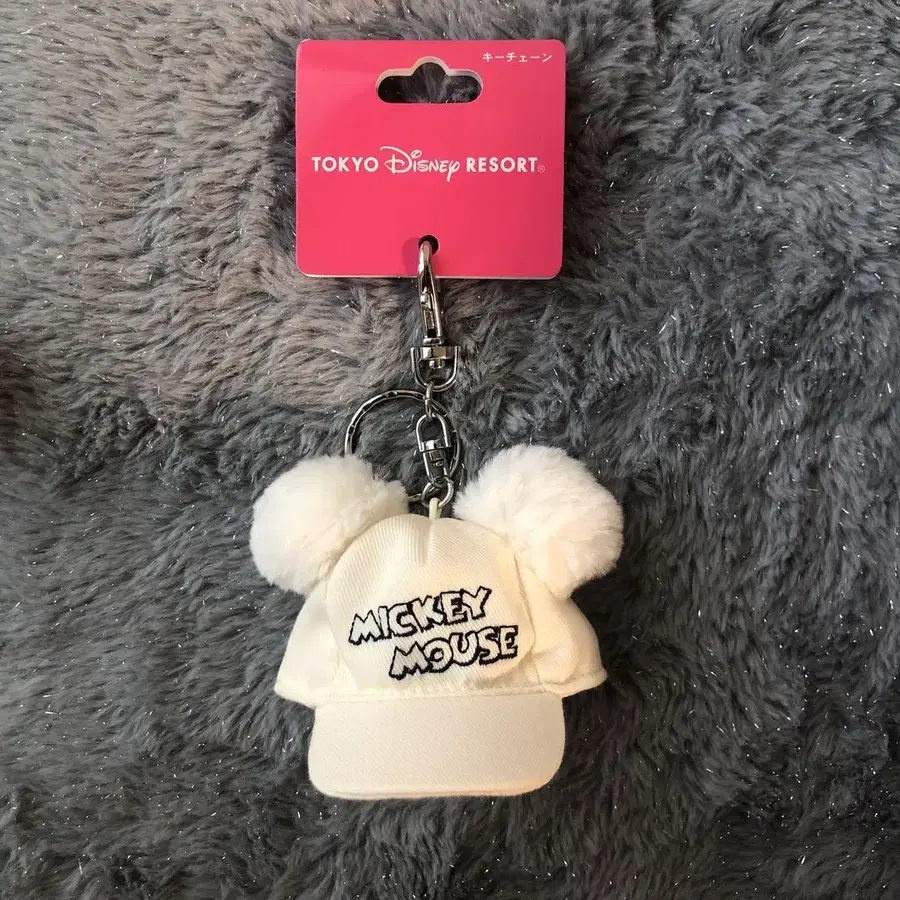 キーチェーン
TOKYO Disney RESORT®
MICKEY
MOUSE